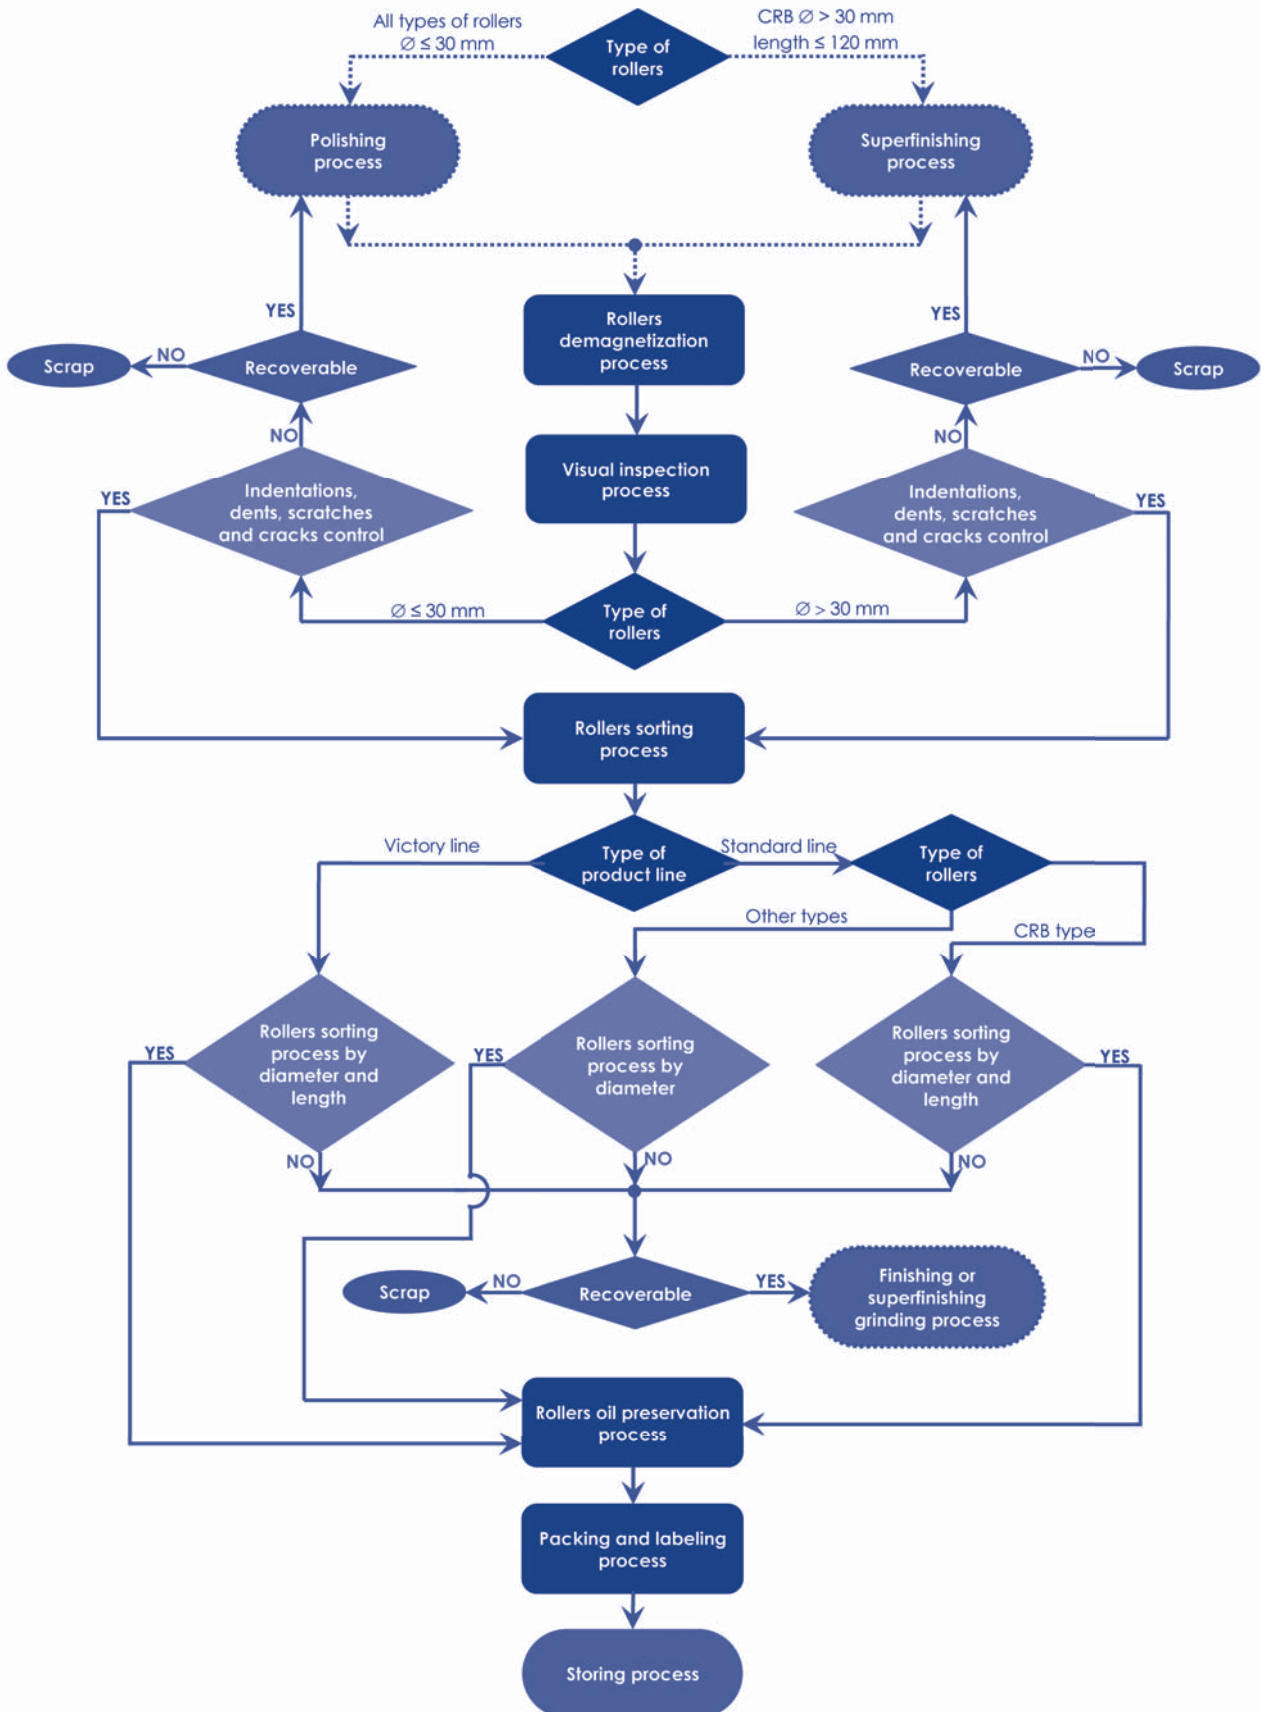 All types of rollers
Ø ≤ 30 mm
Type of
rollers
CRB Ø > 30 mm
length ≤ 120 mm
Polishing
process
Superfinishing
process
YES
YES
Rollers
demagnetization
process
Scrap
NO
Recoverable
Recoverable
NO
Scrap
NO
NO
Visual inspection
process
YES
Indentations,
dents, scratches
and cracks control
Indentations,
dents, scratches
and cracks control
YES
Ø ≤ 30 mm
Type of
rollers
Ø > 30 mm
Rollers sorting
process
Victory line
Type of
product line
Standard line
Type of
rollers
Other types
CRB type
YES
Rollers sorting
process by
diameter and
length
YES
Rollers sorting
process by
diameter
Rollers sorting
process by
diameter and
length
YES
NO
NO
NO
Scrap
NO
Recoverable
YES
Finishing or
superfinishing
grinding process
Rollers oil preservation
process
Packing and labeling
process
Storing process